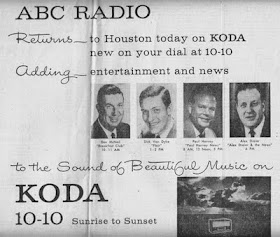 ABC RADIO
Returns to Houston today on KODA
new on your dial at 10-10
Adding entertainment and news
Don McNeil
"Breakfast Club"
Dick Van Dyke
"Flair"
Paul Harvey
"Paul Harvey News"
Alex Dreier
"Alex Dreier & the News"
to the Sound of Beautiful Music on
KODA
10-10 Sunrise to Sunset